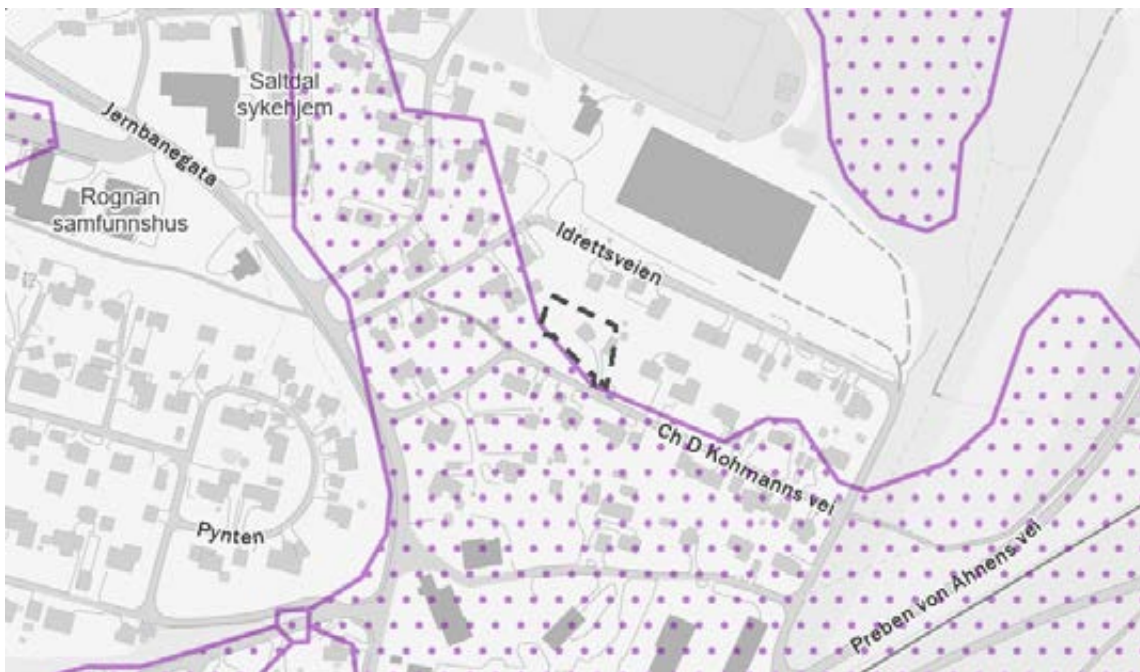 Saltdal
sykehjem
Jernbanegata
Rognan
samfunnshus
Idrettsveien
Ch D Kohmanns vei
Pynten
Preben von Ahnens vei